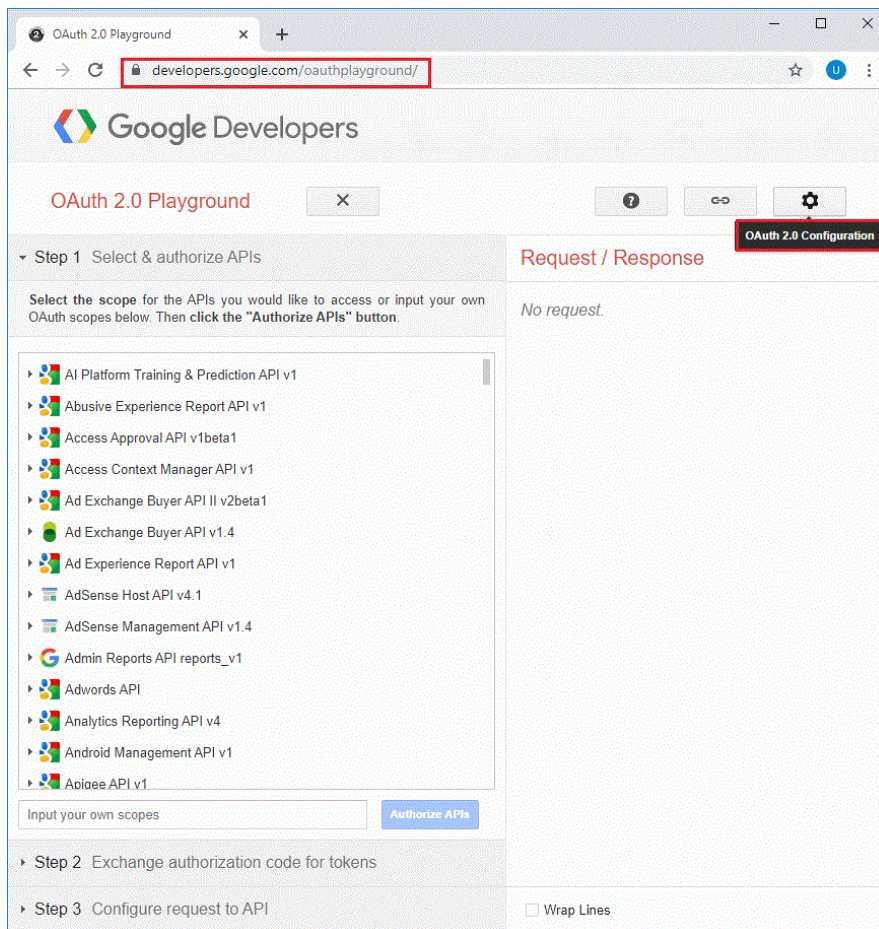 OAuth 2.0 Playground
developers.google.com/oauthplayground/
U
Google Developers
OAuth 2.0 Playground
OAuth 2.0 Configuration
Step 1 Select & authorize APIs
Select the scope for the APIs you would like to access or input your own
OAuth scopes below. Then click the "Authorize APIs" button.
AI Platform Training & Prediction API v1
Abusive Experience Report API v1
Access Approval API v1beta1
Access Context Manager API v1
Ad Exchange Buyer API II v2beta1
Ad Exchange Buyer API v1.4
Ad Experience Report API v1
AdSense Host API v4.1
AdSense Management API v1.4
Admin Reports API reports_v1
Adwords API
Analytics Reporting API v4
Android Management API v1
Apigee API v1
Input your own scopes
Authorize APIs
Step 2 Exchange authorization code for tokens
Step 3 Configure request to API
Request / Response
No request.
Wrap Lines